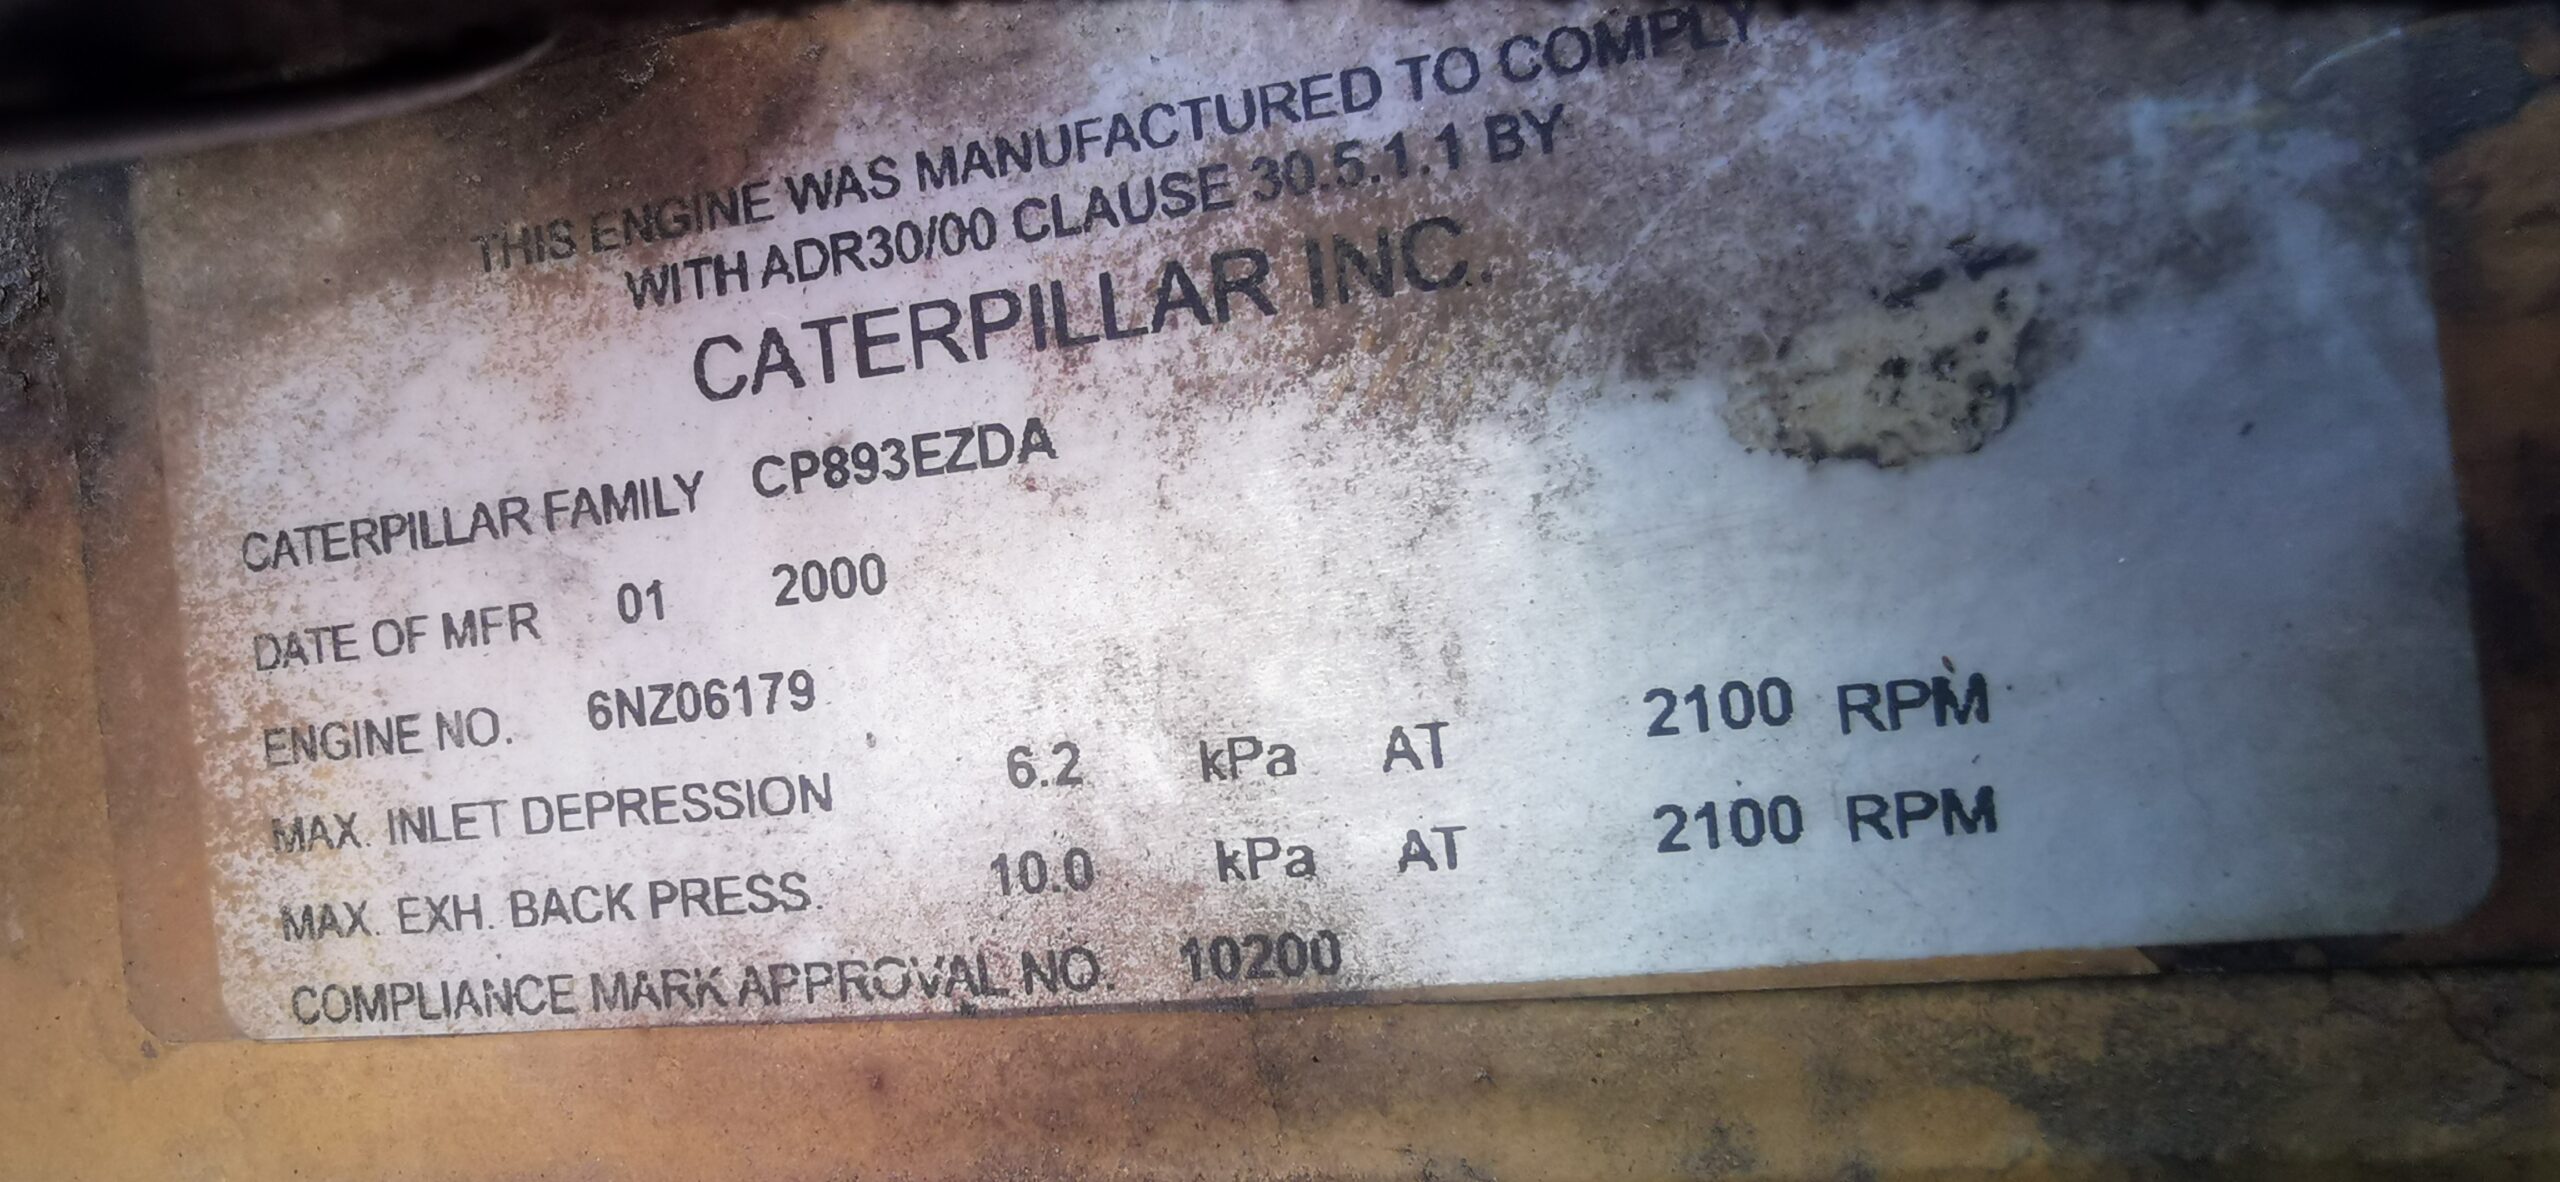 THIS ENGINE WAS MANUFACTURED TO COMPLY
WITH ADR30/00 CLAUSE 30.5.1.1 BY
CATERPILLAR INC.
CATERPILLAR FAMILY CP893EZDA
DATE OF MFR 01 2000
ENGINE NO. 6NZ06179
MAX. INLET DEPRESSION 6.2 kPa AT 2100 RPM
MAX. EXH. BACK PRESS. 10.0 kPa AT 2100 RPM
COMPLIANCE MARK APPROVAL NO. 10200